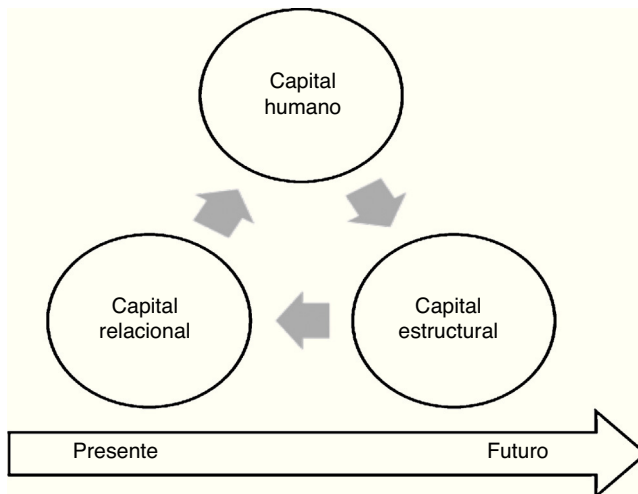 Capital
humano
Capital
relacional
Capital
estructural
Presente
Futuro